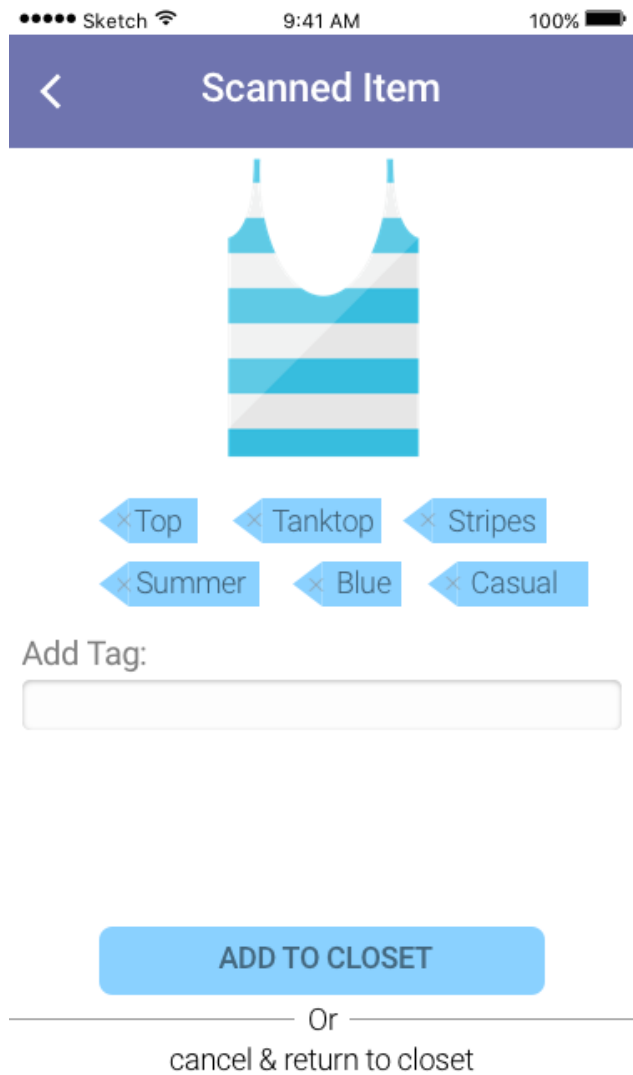 Sketch 9:41 AM 100%
Scanned Item
× Top × Tanktop × Stripes
× Summer × Blue × Casual
Add Tag:
ADD TO CLOSET
Or
cancel & return to closet